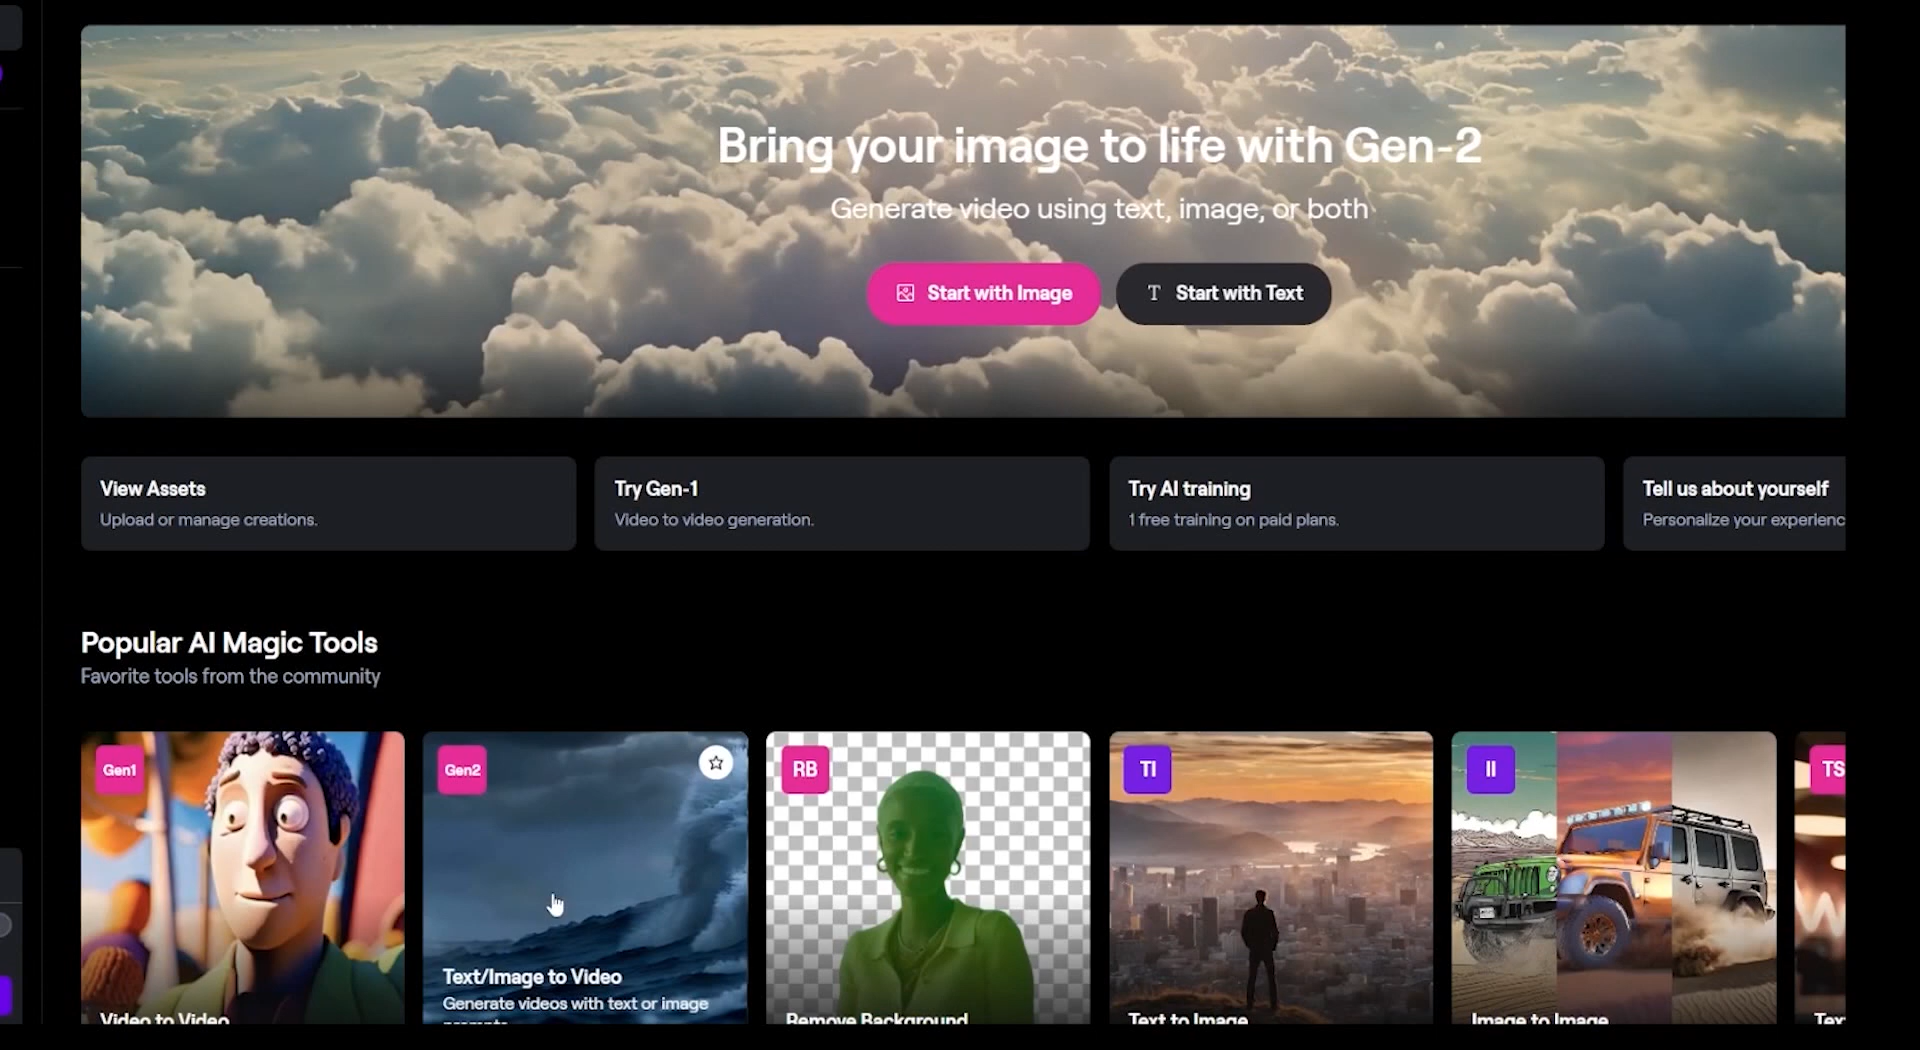 Bring your image to life with Gen-2
Generate video using text, image, or both
Start with Image
T Start with Text
View Assets
Upload or manage creations.
Try Gen-1
Video to video generation.
Try AI training
1 free training on paid plans.
Tell us about yourself
Personalize your experienc
Popular AI Magic Tools
Favorite tools from the community
Gen1
Video to Video
Gen2
Text/Image to Video
Generate videos with text or image
prompts
RB
Remove Background
TI
Text to Image
II
Image to Image
TS